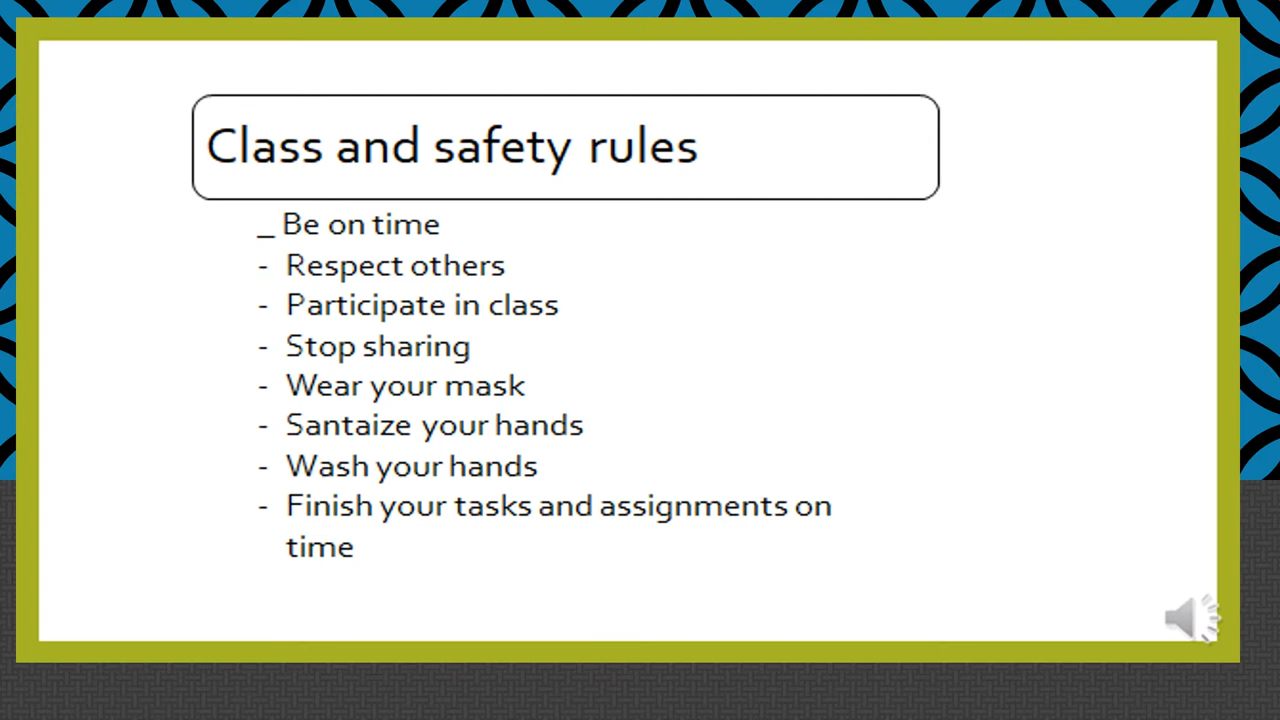 Class and safety rules
_ Be on time
- Respect others
- Participate in class
- Stop sharing
- Wear your mask
- Santaize your hands
- Wash your hands
- Finish your tasks and assignments on
time